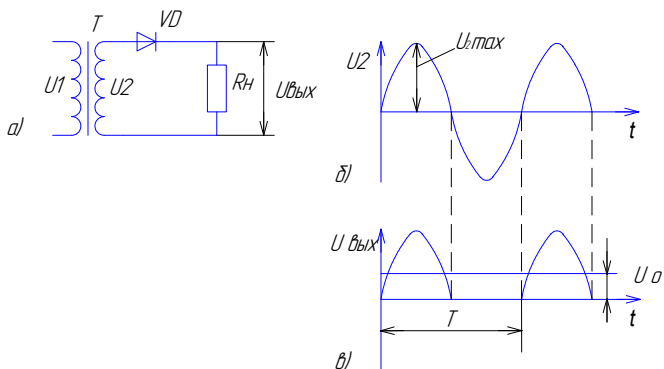 T VD
U1 U2 Rн Uвых
а)
U2 U₂max
t
б)
U вых
U о
T
t
в)